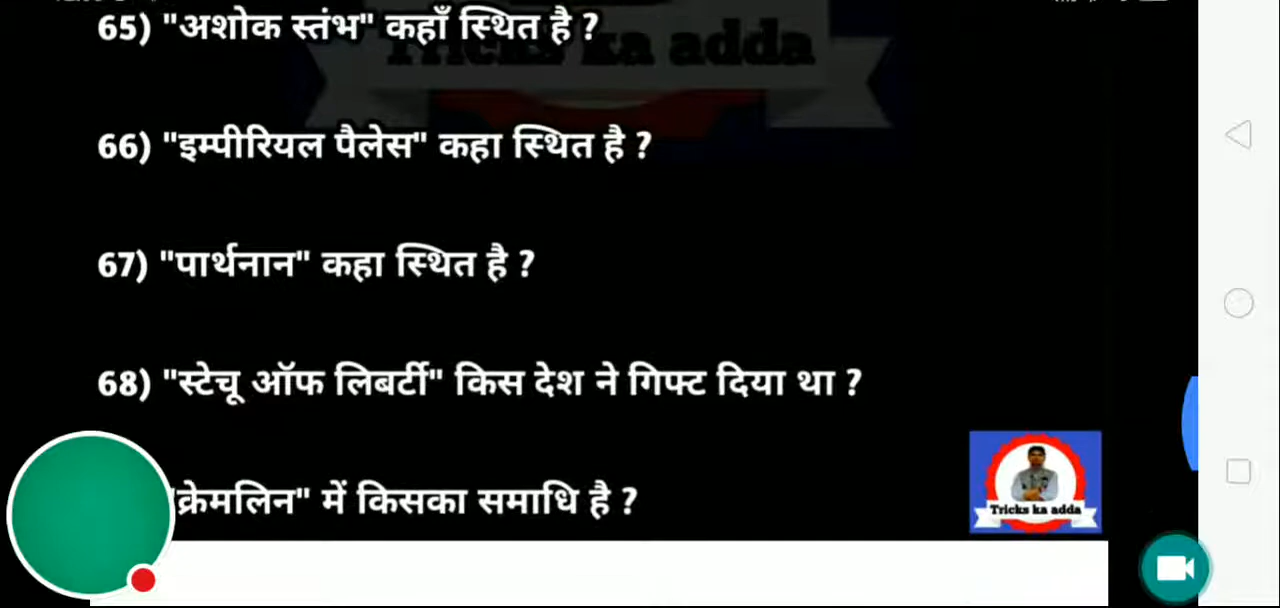 65) "अशोक स्तंभ" कहाँ स्थित है ?
Tricks ka adda
66) "इम्पीरियल पैलेस" कहा स्थित है ?
67) "पार्थनान" कहा स्थित है ?
68) "स्टेचू ऑफ लिबर्टी" किस देश ने गिफ्ट दिया था ?
क्रेमलिन" में किसका समाधि है ?
Tricks ka adda